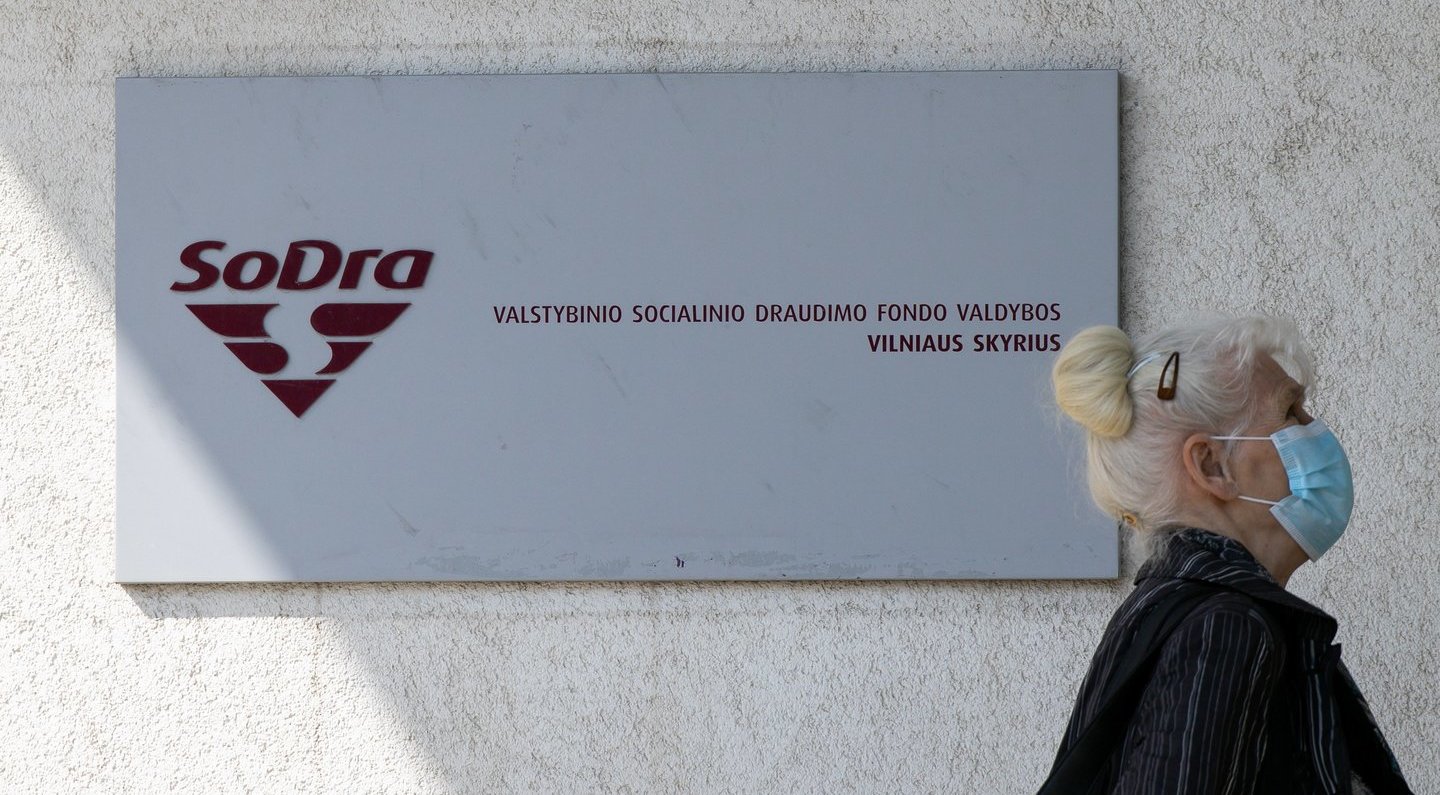 SoDra
VALSTYBINIO SOCIALINIO DRAUDIMO FONDO VALDYBOS
VILNIAUS SKYRIUS